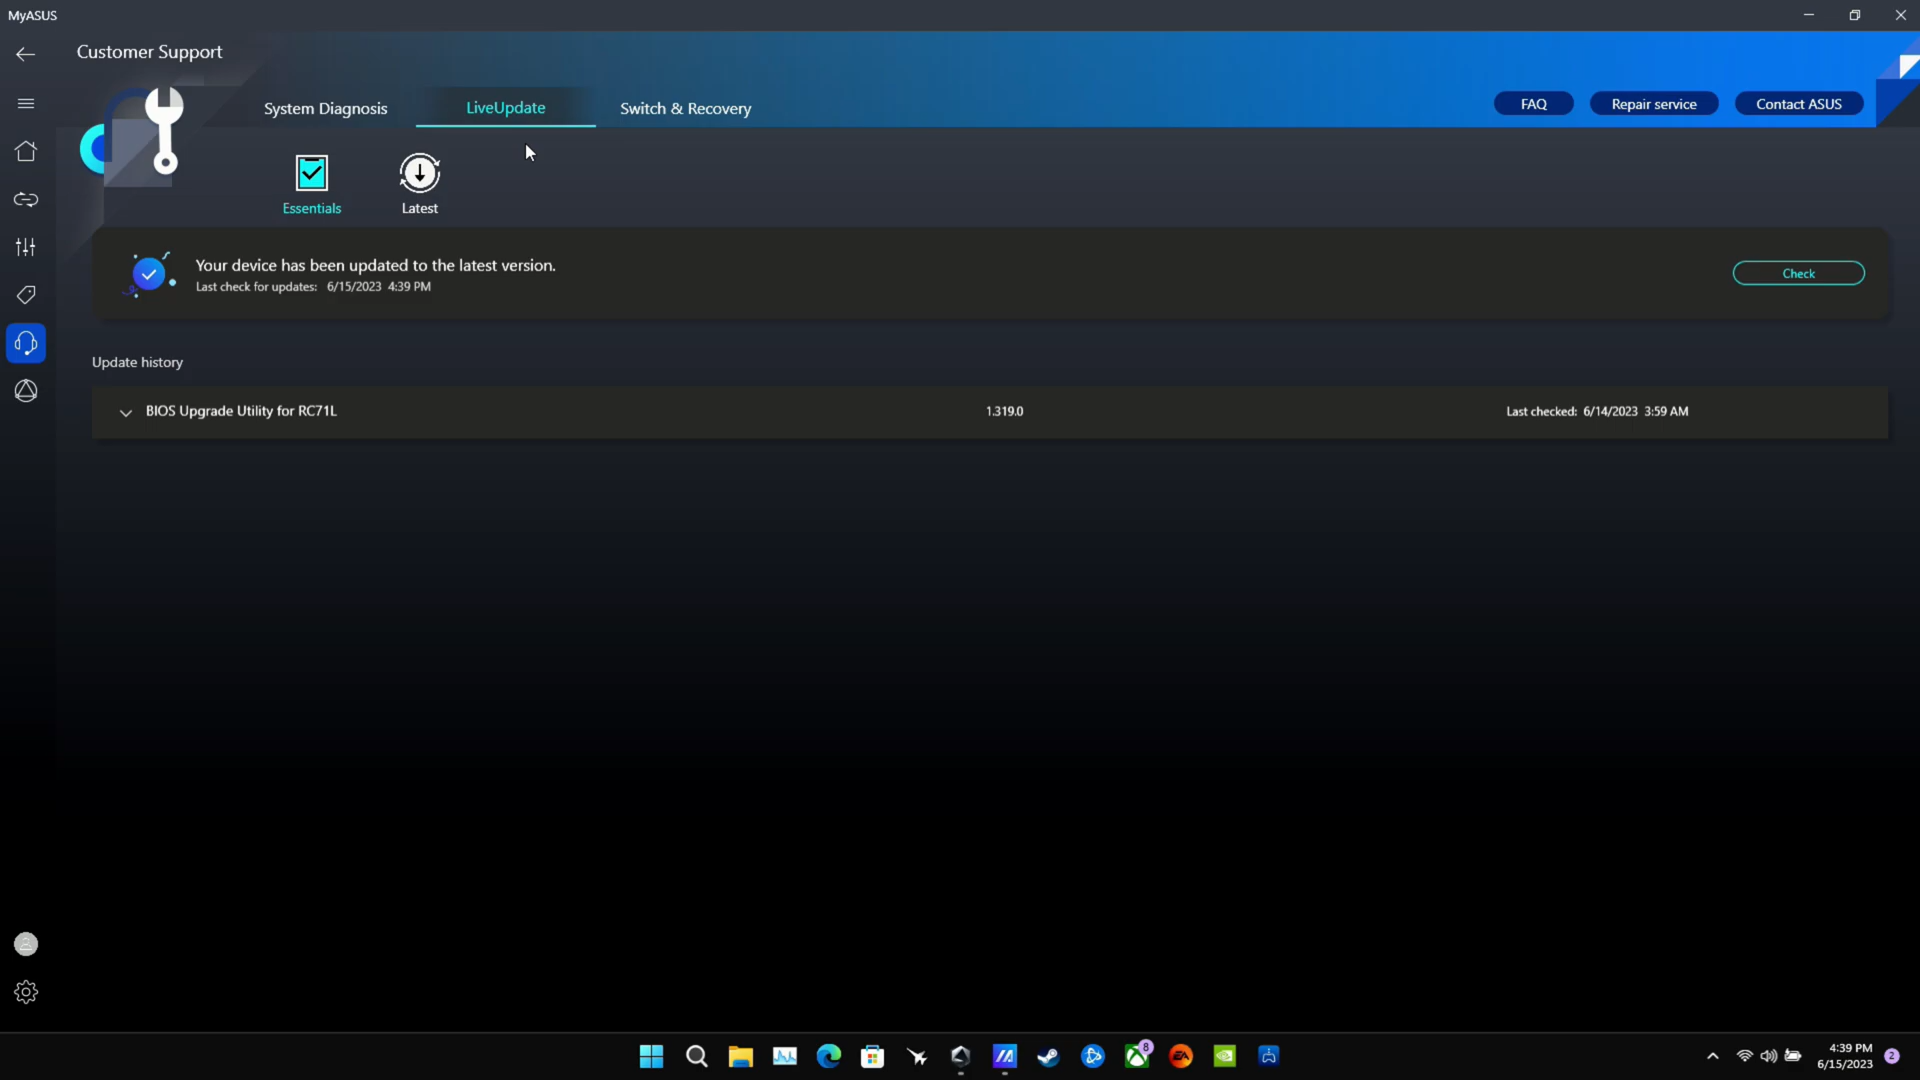 MyASUS
Customer Support
System Diagnosis
LiveUpdate
Switch & Recovery
FAQ
Repair service
Contact ASUS
Essentials
Latest
Your device has been updated to the latest version.
Last check for updates: 6/15/2023 4:39 PM
Check
Update history
BIOS Upgrade Utility for RC71L
1.319.0
Last checked: 6/14/2023 3:59 AM
8
EA
4:39 PM
6/15/2023
2